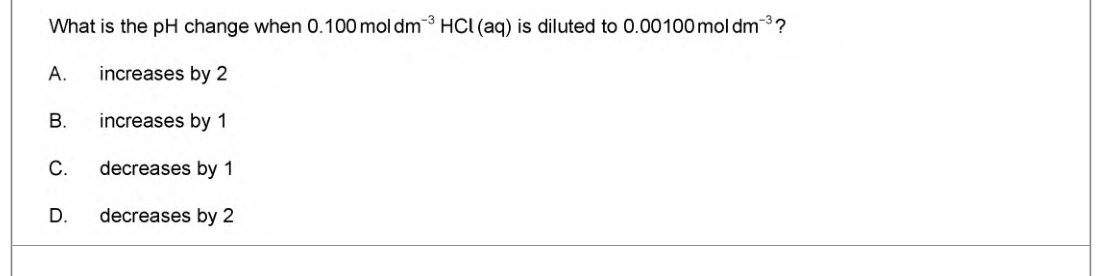 What is the pH change when 0.100 mol dm⁻³ HCl (aq) is diluted to 0.00100 mol dm⁻³?
A. increases by 2
B. increases by 1
C. decreases by 1
D. decreases by 2